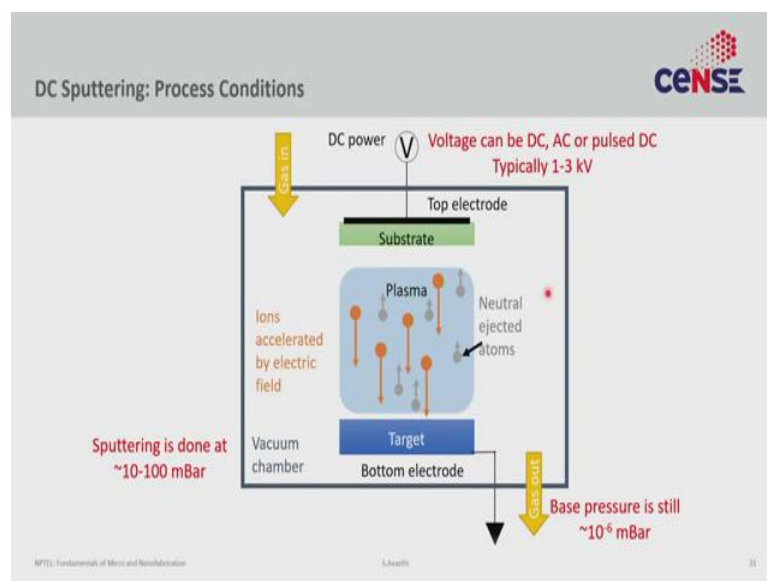 DC Sputtering: Process Conditions
CeNSE
DC power
V
Voltage can be DC, AC or pulsed DC
Typically 1-3 kV
Gas in
Top electrode
Substrate
Plasma
Ions
accelerated
by electric
field
Neutral
ejected
atoms
Sputtering is done at
~10-100 mBar
Vacuum
chamber
Target
Bottom electrode
Gas out
Base pressure is still
~10-6 mBar
NPTEL: Fundamentals of Micro and Nanofabrication
S.Avasthi
31